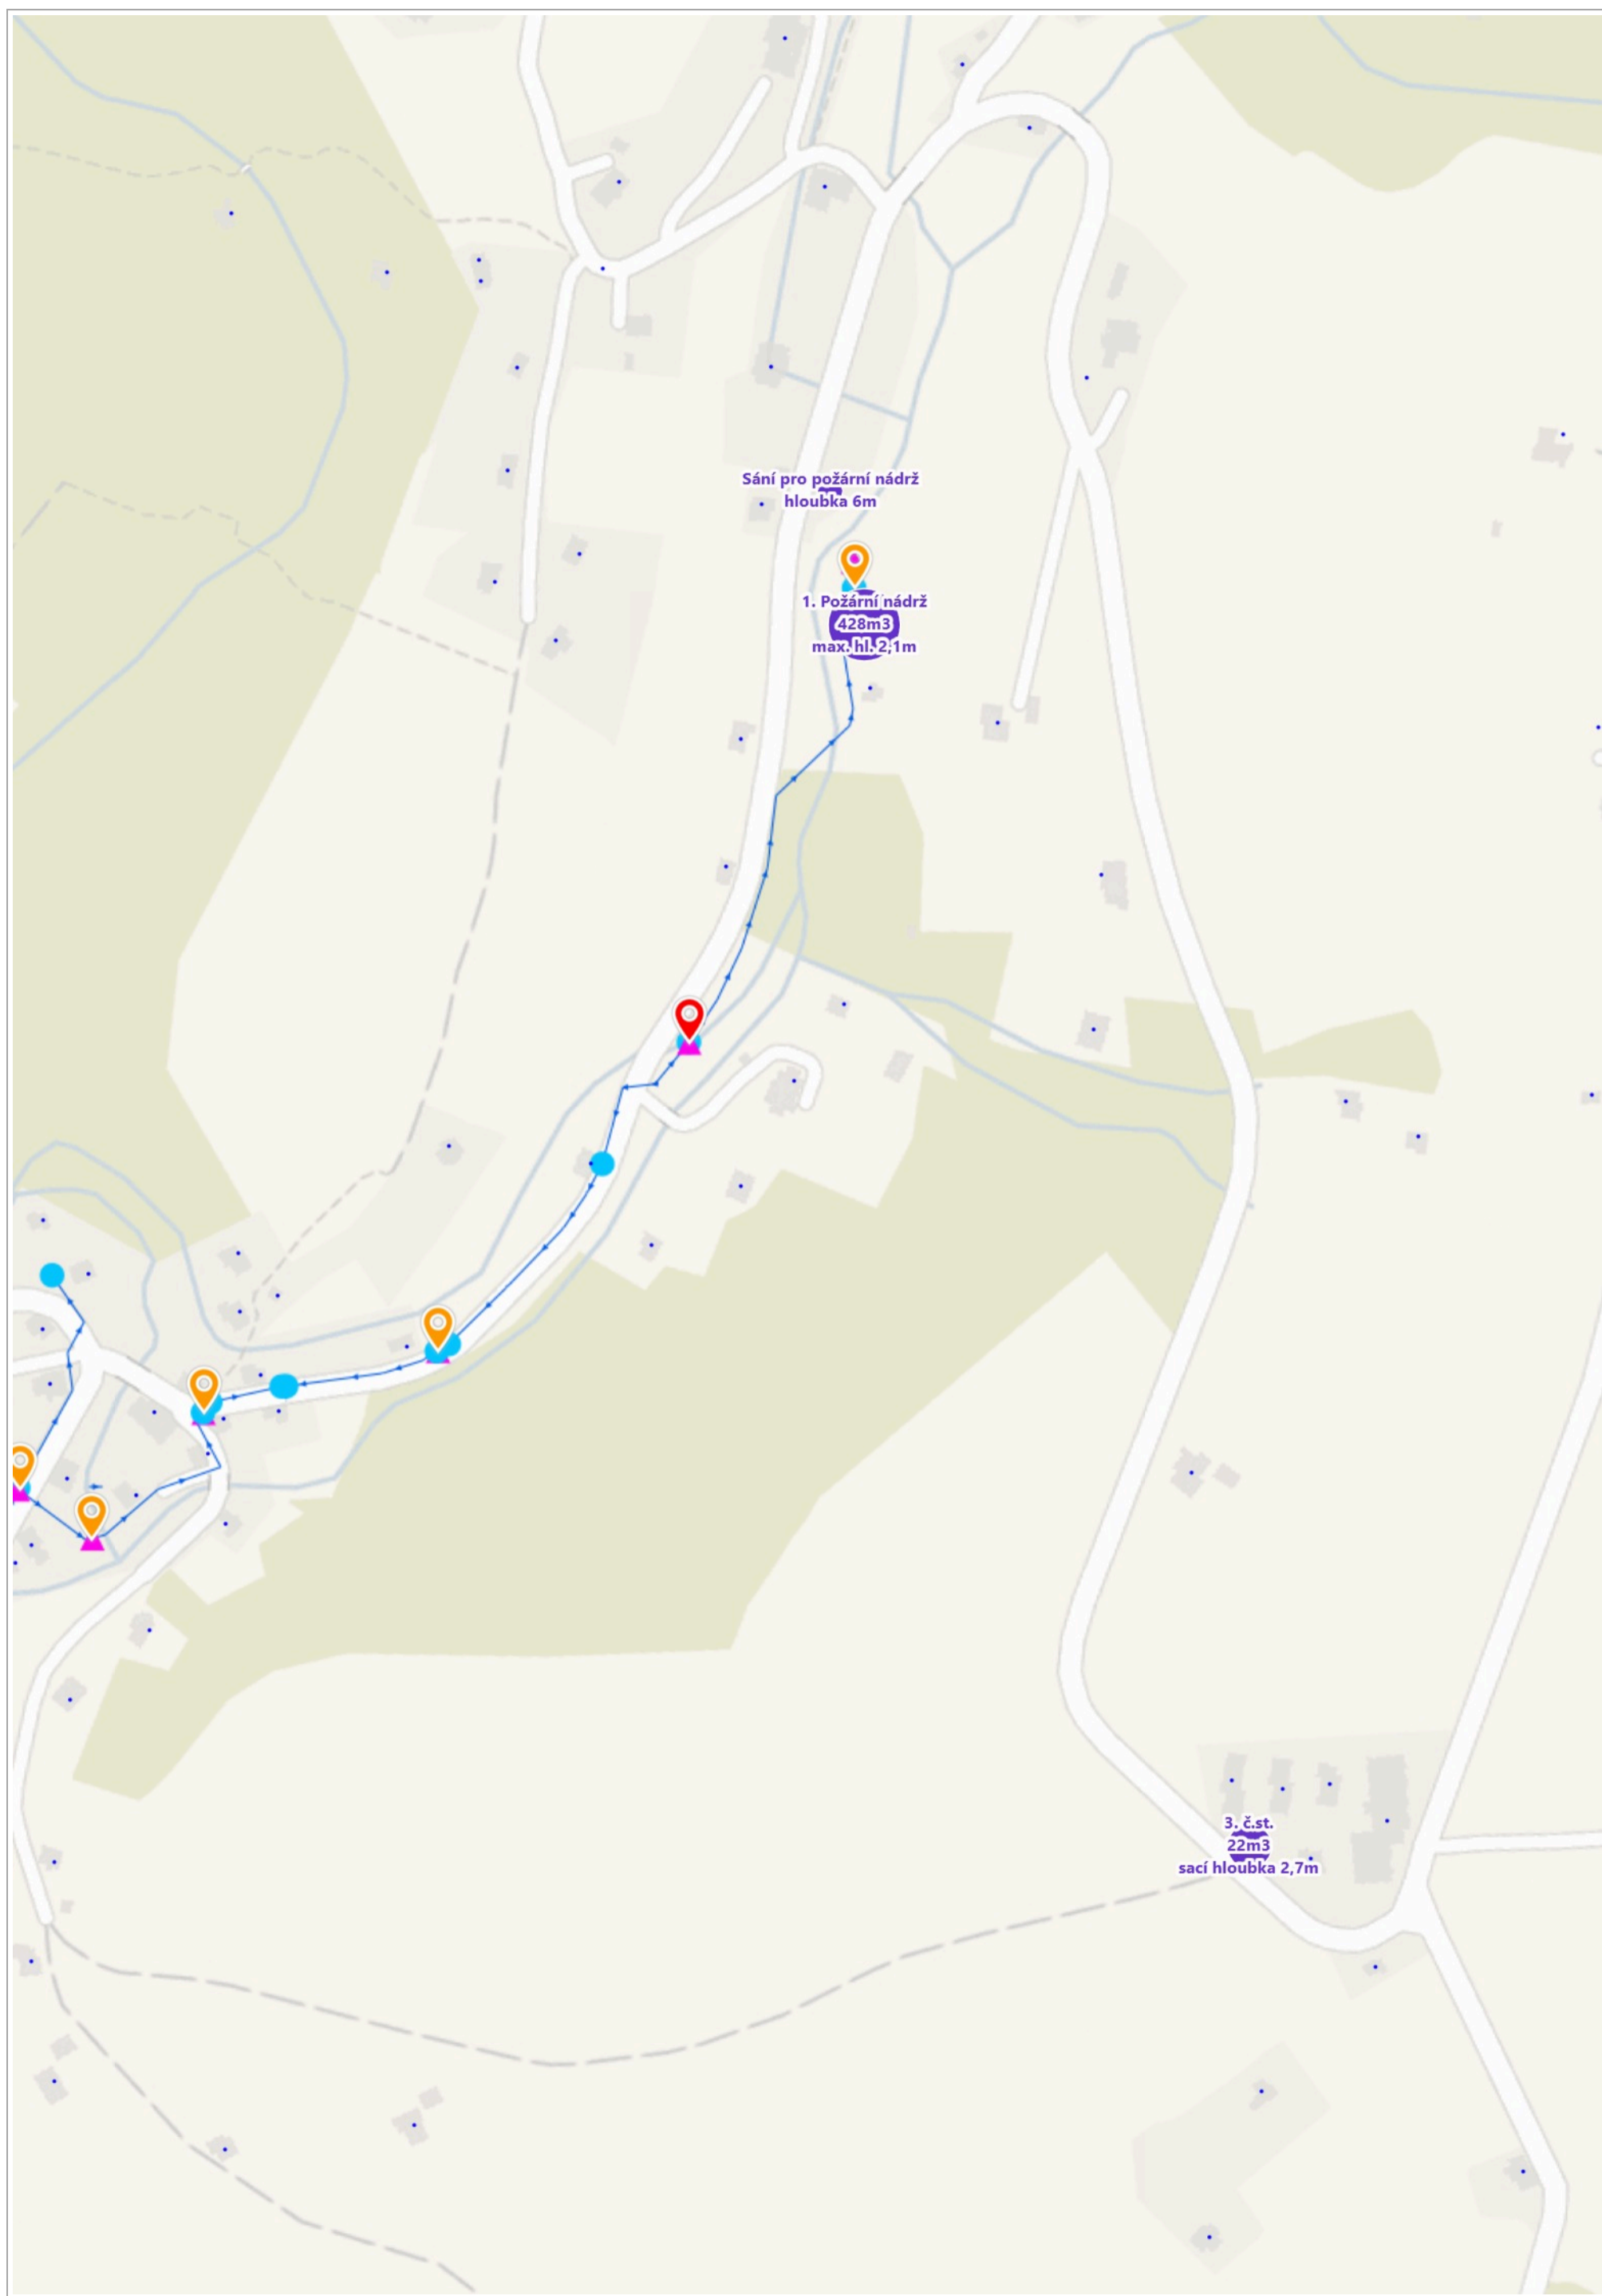 Sání pro požární nádrž
hloubka 6m
1. Požární nádrž
428m3
max. hl. 2,1m
3. č.st.
22m3
sací hloubka 2,7m